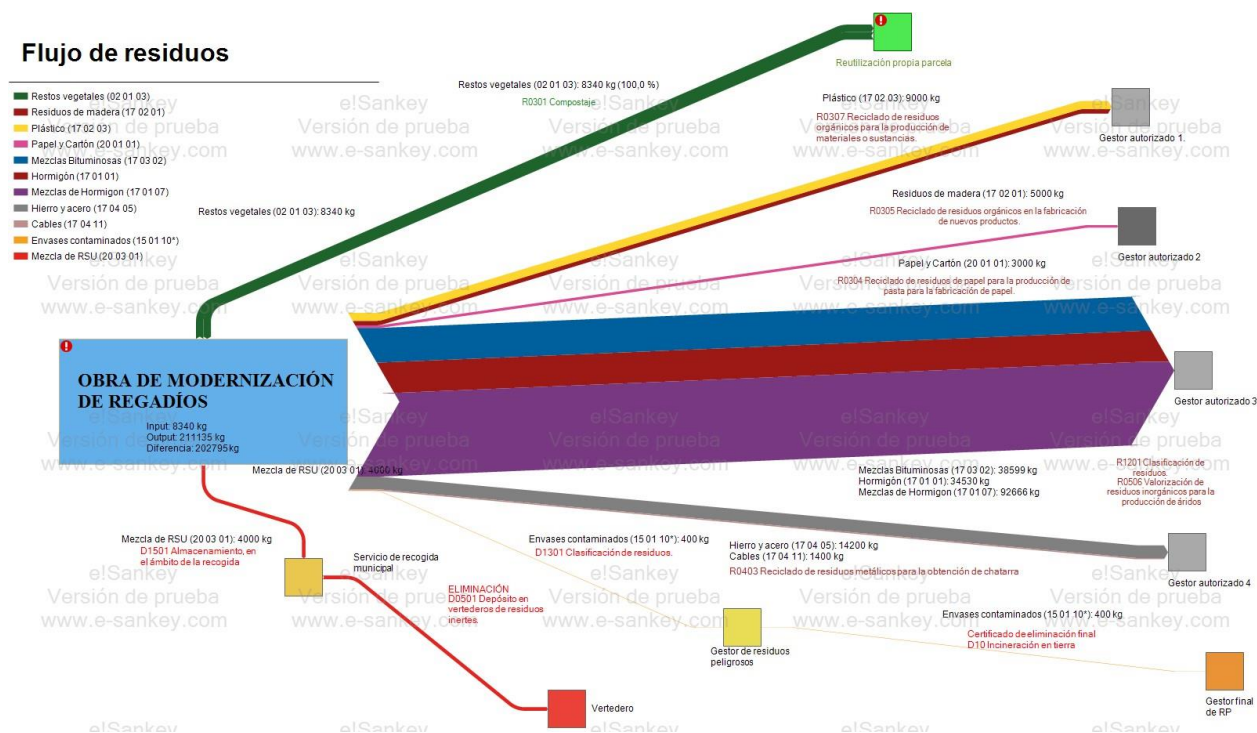 Flujo de residuos
Restos vegetales (02 01 03)
Residuos de madera (17 02 01)
Plástico (17 02 03)
Papel y Cartón (20 01 01)
Mezclas Bituminosas (17 03 02)
Hormigón (17 01 01)
Mezclas de Hormigon (17 01 07)
Hierro y acero (17 04 05)
Cables (17 04 11)
Envases contaminados (15 01 10*)
Mezcla de RSU (20 03 01)
Restos vegetales (02 01 03): 8340 kg (100,0 %)
R0301 Compostaje
Reutilización propia parcela
Restos vegetales (02 01 03): 8340 kg
Plástico (17 02 03): 9000 kg
R0307 Reciclado de residuos
orgánicos para la producción de
materiales o sustancias.
Gestor autorizado 1.
Residuos de madera (17 02 01): 5000 kg
R0305 Reciclado de residuos orgánicos en la fabricación
de nuevos productos.
Gestor autorizado 2
Papel y Cartón (20 01 01): 3000 kg
R0304 Reciclado de residuos de papel para la producción de
pasta para la fabricación de papel.
OBRA DE MODERNIZACIÓN
DE REGADÍOS
Input: 8340 kg
Output: 211135 kg
Diferencia: 202795 kg
Mezcla de RSU (20 03 01): 4000 kg
Gestor autorizado 3
Mezclas Bituminosas (17 03 02): 38599 kg
Hormigón (17 01 01): 34530 kg
Mezclas de Hormigon (17 01 07): 92666 kg
R1201 Clasificación de
residuos.
R0506 Valorización de
residuos inorgánicos para la
producción de áridos
Mezcla de RSU (20 03 01): 4000 kg
D1501 Almacenamiento, en
el ámbito de la recogida
Servicio de recogida
municipal
Envases contaminados (15 01 10*): 400 kg
D1301 Clasificación de residuos.
Hierro y acero (17 04 05): 14200 kg
Cables (17 04 11): 1400 kg
R0403 Reciclado de residuos metálicos para la obtención de chatarra
Gestor autorizado 4
ELIMINACIÓN
D0501 Depósito en
vertederos de residuos
inertes.
Gestor de residuos
peligrosos
Envases contaminados (15 01 10*): 400 kg
Certificado de eliminación final
D10 Incineración en tierra
Gestor final
de RP
Vertedero
e!Sankey
Versión de prueba
www.e-sankey.com